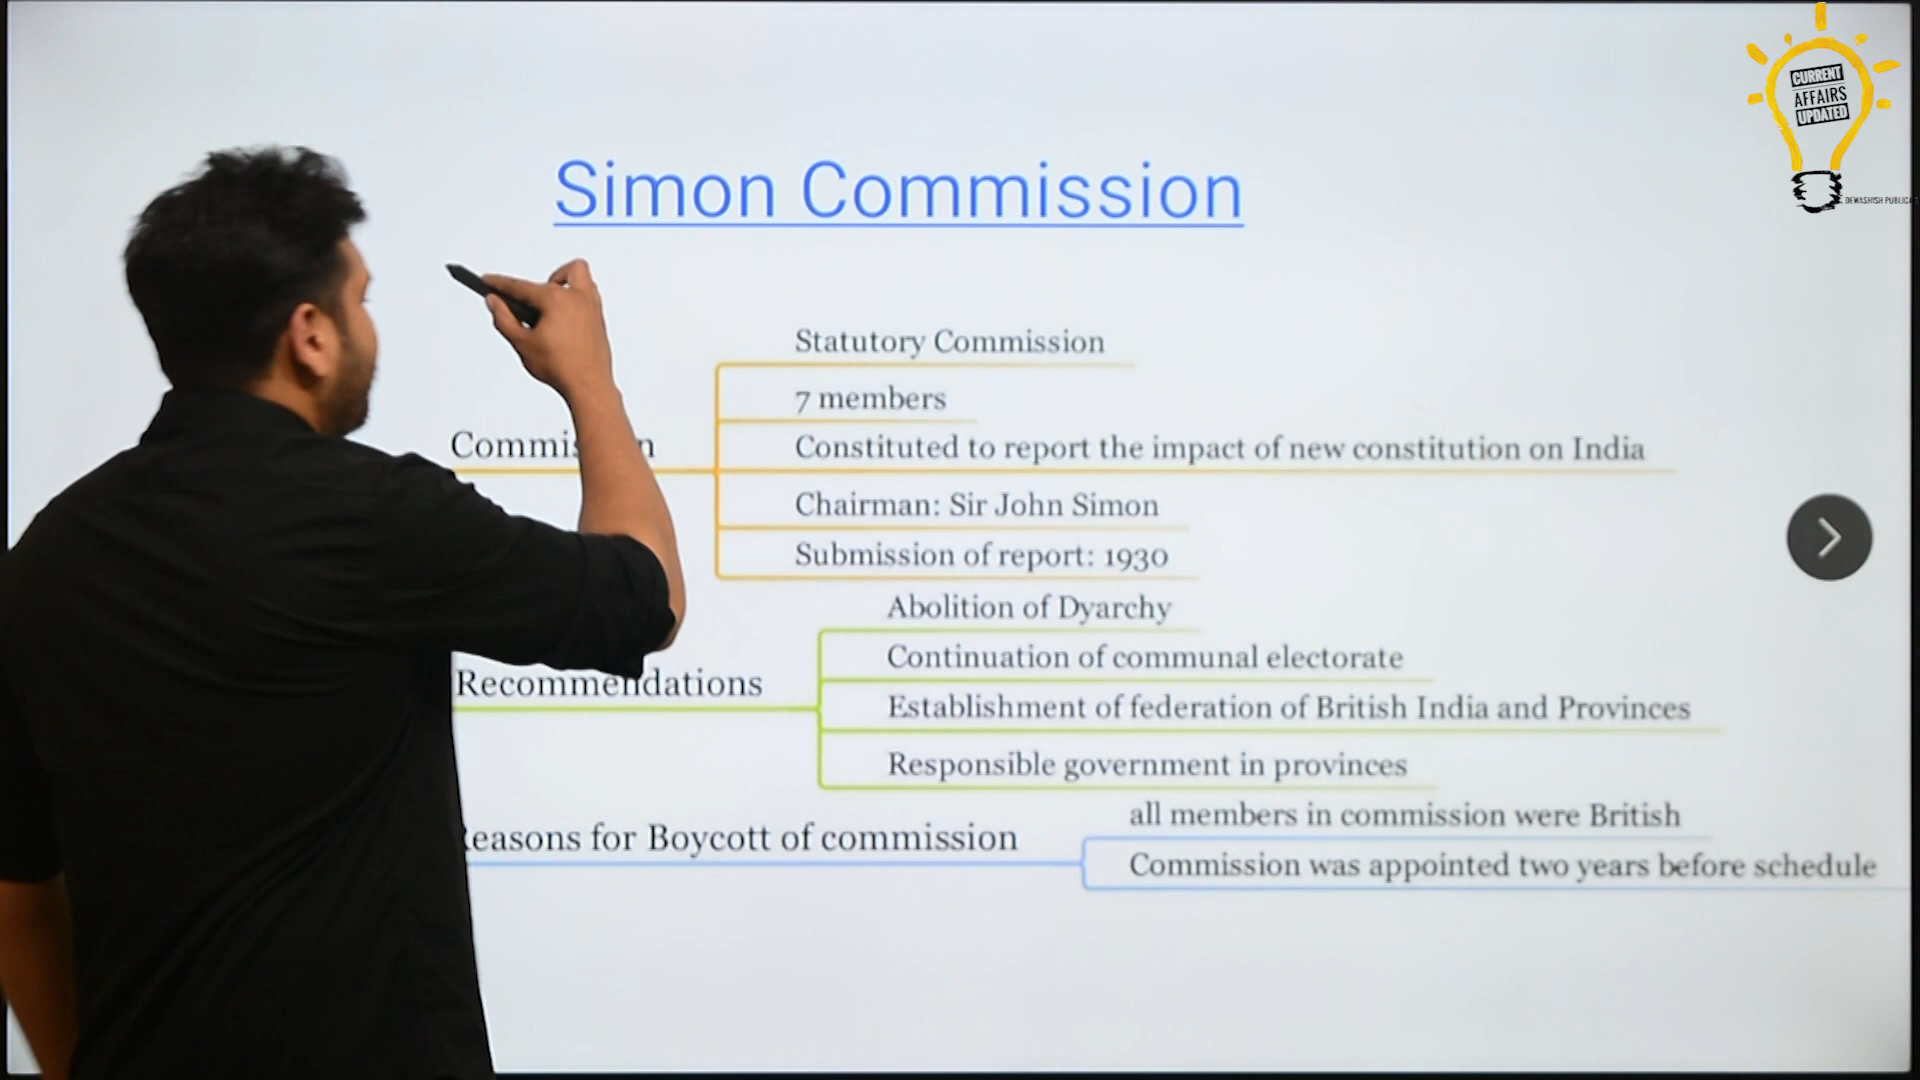 CURRENT
AFFAIRS
UPDATED
Simon Commission
Statutory Commission
7 members
Constituted to report the impact of new constitution on India
Chairman: Sir John Simon
Submission of report: 1930
Abolition of Dyarchy
Recommendations
Continuation of communal electorate
Establishment of federation of British India and Provinces
Responsible government in provinces
for Boycott of commission
all members in commission were British
Commission was appointed two years before schedule